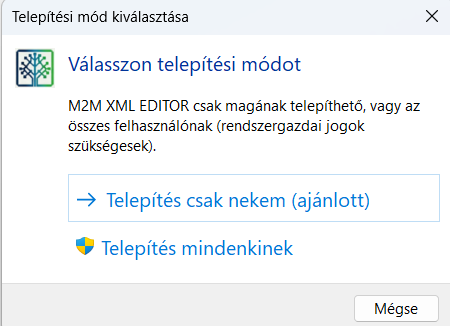 Telepítési mód kiválasztása
Válasszon telepítési módot
M2M XML EDITOR csak magának telepíthető, vagy az
összes felhasználónak (rendszergazdai jogok
szükségesek).
Telepítés csak nekem (ajánlott)
Telepítés mindenkinek
Mégse